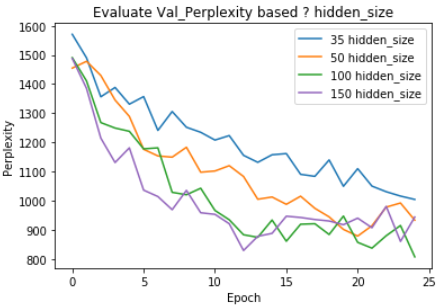 Evaluate Val_Perplexity based ? hidden_size
1600
1500
1400
1300
1200
1100
1000
900
800
Perplexity
35 hidden_size
50 hidden_size
100 hidden_size
150 hidden_size
0 5 10 15 20 25
Epoch